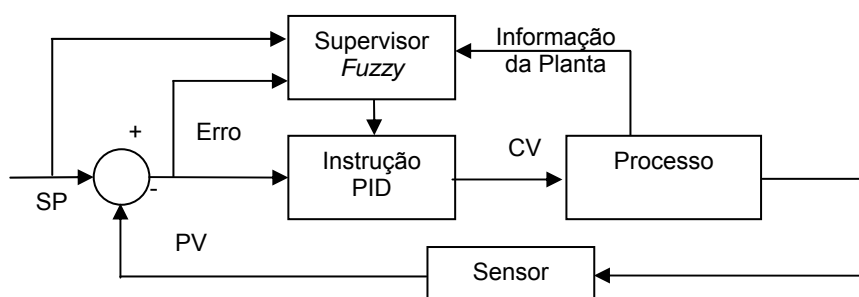 Supervisor
Fuzzy
Informação
da Planta
+
Erro
Instrução
PID
CV
Processo
SP
-
PV
Sensor